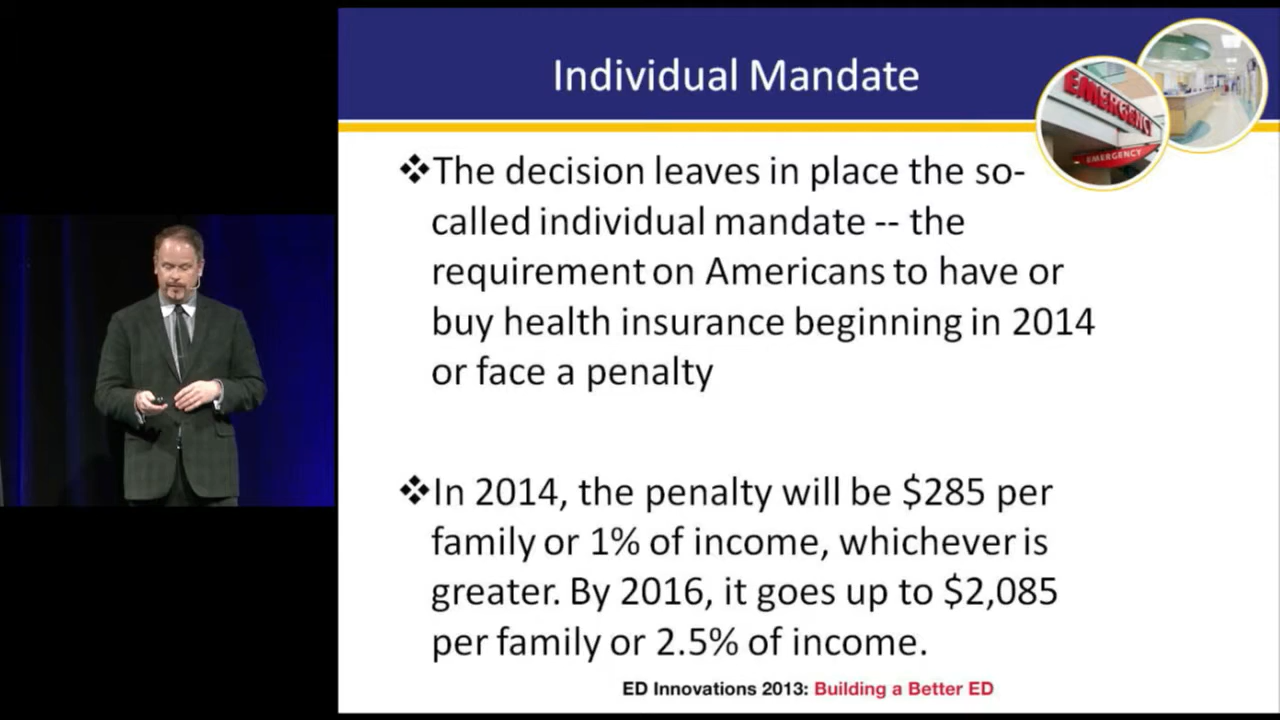 Individual Mandate
EMERGENCY
EMERGENCY
❖The decision leaves in place the so-
called individual mandate -- the
requirement on Americans to have or
buy health insurance beginning in 2014
or face a penalty
❖In 2014, the penalty will be $285 per
family or 1% of income, whichever is
greater. By 2016, it goes up to $2,085
per family or 2.5% of income.
ED Innovations 2013: Building a Better ED